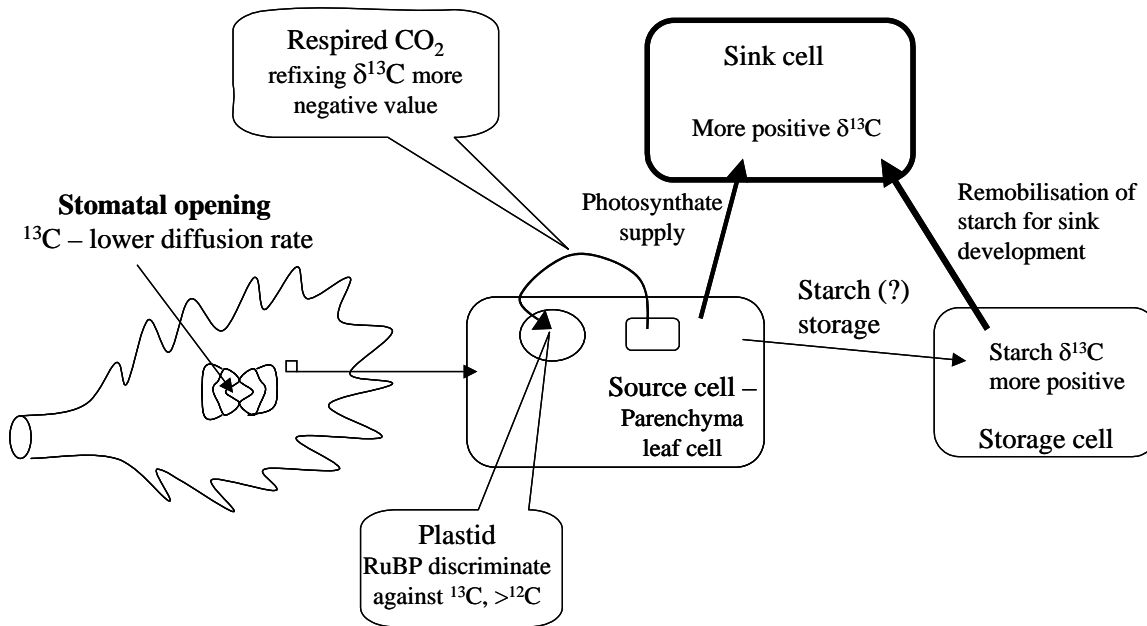 Respired CO₂
refixing δ¹³C more
negative value
Sink cell
More positive δ¹³C
Stomatal opening
¹³C – lower diffusion rate
Photosynthate
supply
Remobilisation of
starch for sink
development
Starch (?)
storage
Source cell –
Parenchyma
leaf cell
Starch δ¹³C
more positive
Storage cell
Plastid
RuBP discriminate
against ¹³C, >¹²C